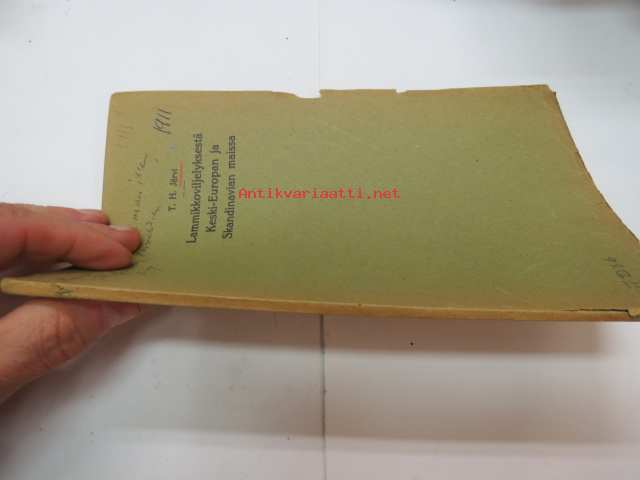 1911
T. H. Järvi
Lammikkoviljelyksestä
Keski-Europan ja
Skandinavian maissa
Antikvariaatti.net